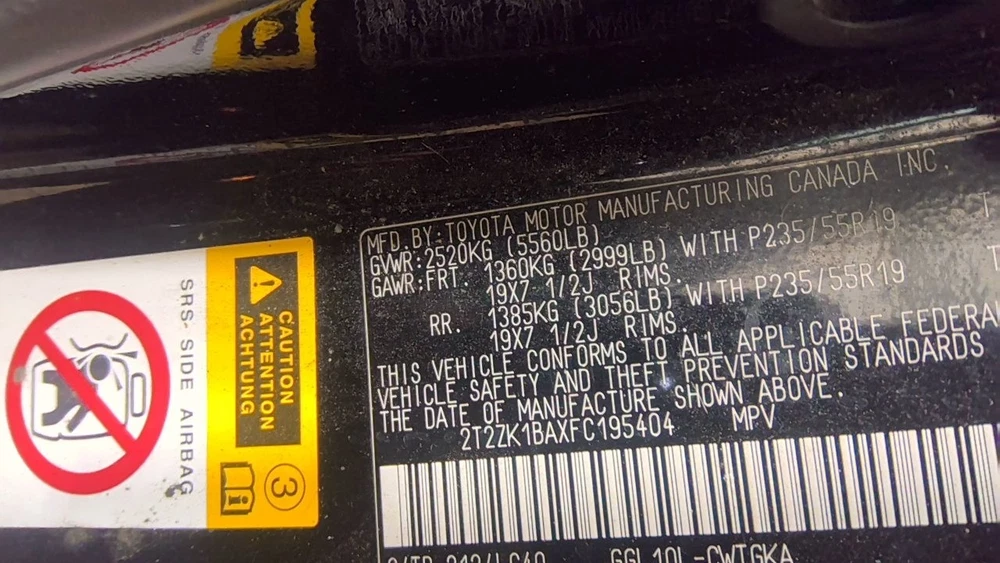 MFD. BY: TOYOTA MOTOR MANUFACTURING CANADA INC.
GVWR: 2520KG (5560LB)
GAWR: FRT. 1360KG (2999LB) WITH P235/55R19 T
19X7 1/2J RIMS.
RR. 1385KG (3056LB) WITH P235/55R19 T
19X7 1/2J RIMS.
THIS VEHICLE CONFORMS TO ALL APPLICABLE FEDERA
VEHICLE SAFETY AND THEFT PREVENTION STANDARDS
THE DATE OF MANUFACTURE SHOWN ABOVE.
2T2ZK1BAXFC195404 MPV
GGL10L-CWTGKA
CAUTION
ATTENTION
ACHTUNG
3
i
SRS- SIDE AIRBAG